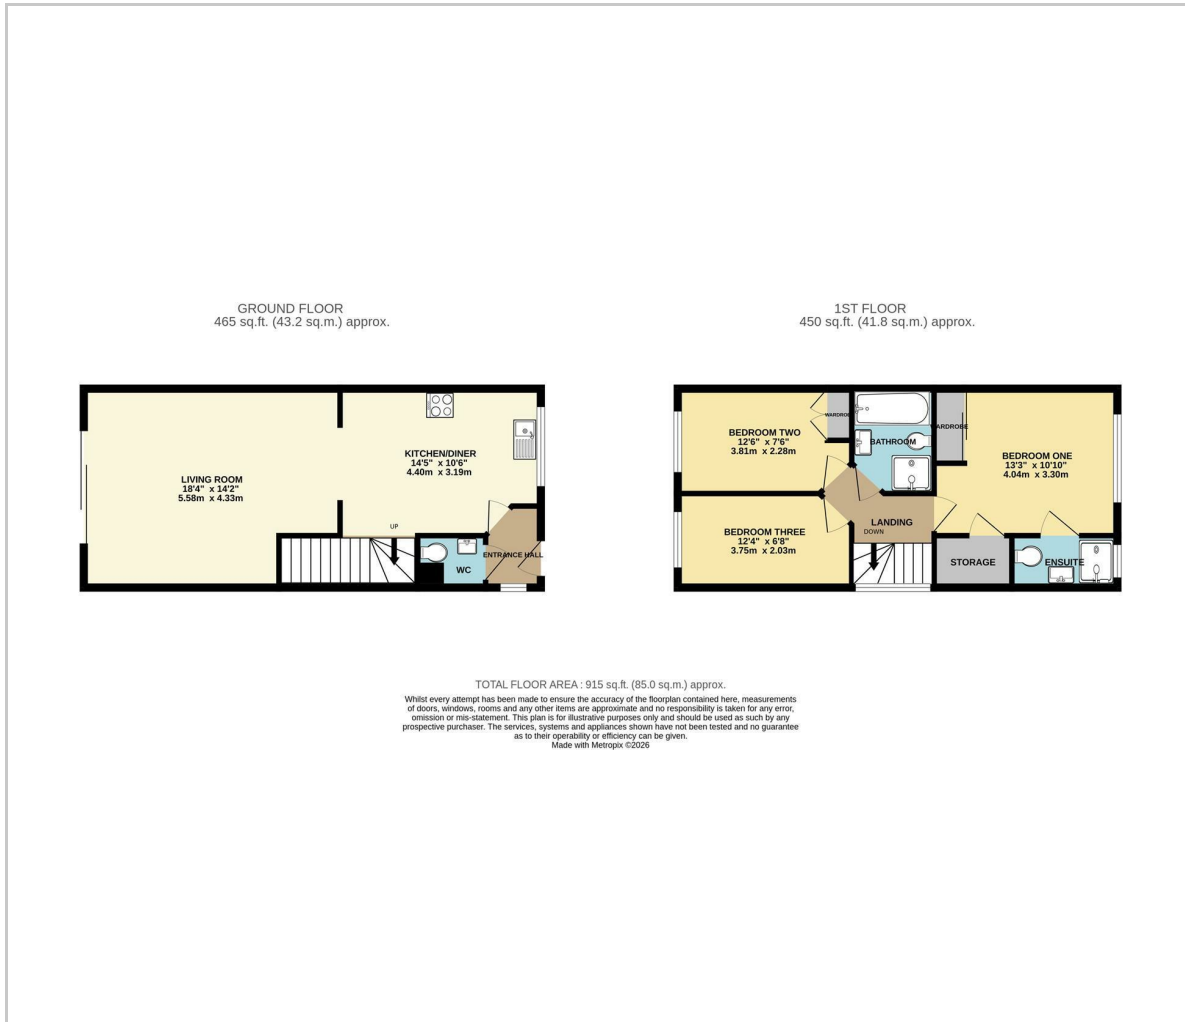 GROUND FLOOR
465 sq.ft. (43.2 sq.m.) approx.
1ST FLOOR
450 sq.ft. (41.8 sq.m.) approx.
LIVING ROOM
18'4" x 14'2"
5.58m x 4.33m
KITCHEN/DINER
14'5" x 10'6"
4.40m x 3.19m
UP
WC
ENTRANCE HALL
BEDROOM TWO
12'6" x 7'6"
3.81m x 2.28m
WARDROBE
BATHROOM
WARDROBE
BEDROOM ONE
13'3" x 10'10"
4.04m x 3.30m
BEDROOM THREE
12'4" x 6'8"
3.75m x 2.03m
LANDING
DOWN
STORAGE
ENSUITE
TOTAL FLOOR AREA : 915 sq.ft. (85.0 sq.m.) approx.
Whilst every attempt has been made to ensure the accuracy of the floorplan contained here, measurements
of doors, windows, rooms and any other items are approximate and no responsibility is taken for any error,
omission or mis-statement. This plan is for illustrative purposes only and should be used as such by any
prospective purchaser. The services, systems and appliances shown have not been tested and no guarantee
as to their operability or efficiency can be given.
Made with Metropix ©2026